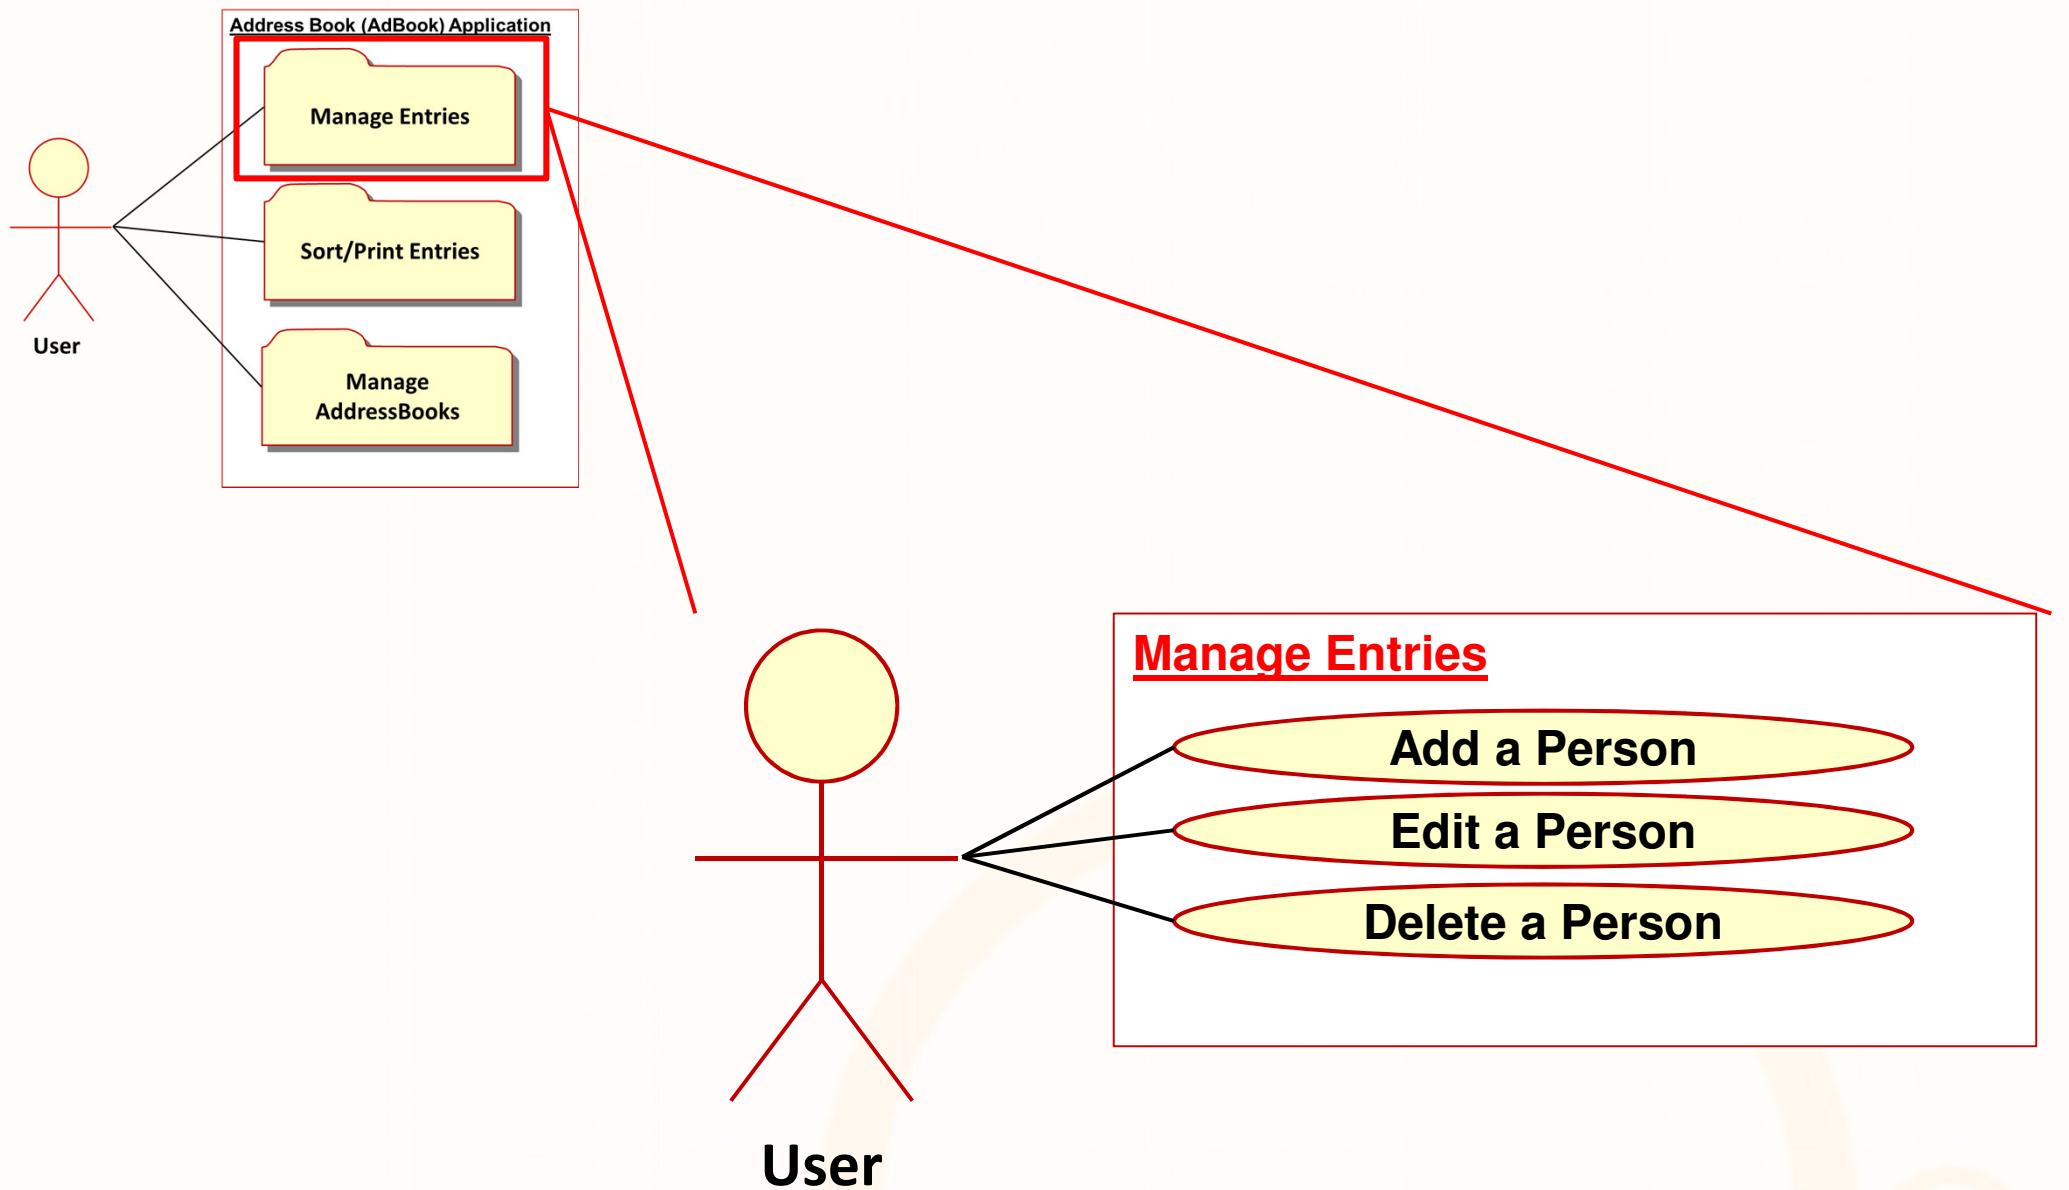 Address Book (AdBook) Application
Manage Entries
Sort/Print Entries
Manage
AddressBooks
User
Manage Entries
Add a Person
Edit a Person
Delete a Person
User